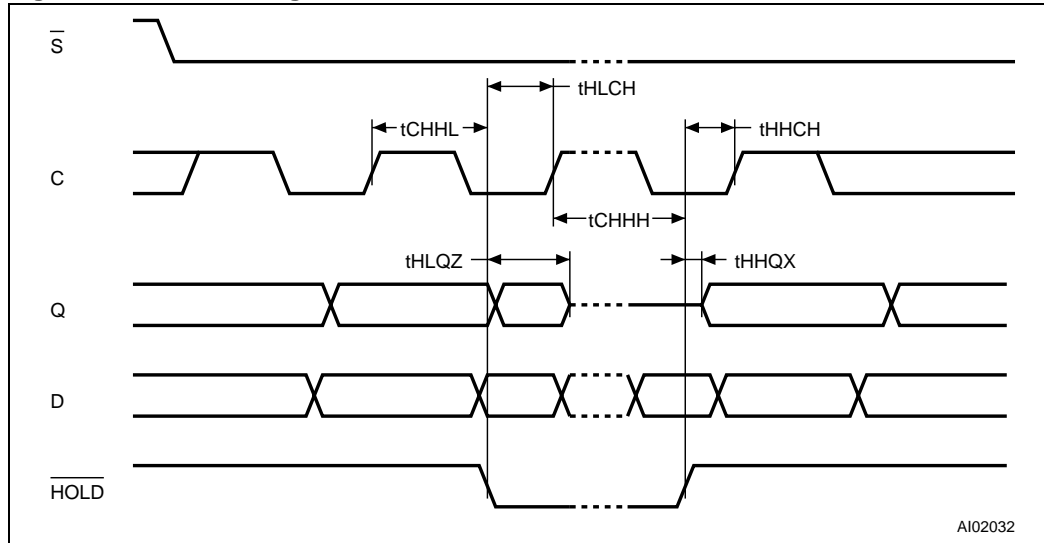 S
tHLCH
tCHHL
tHHCH
C
tCHHH
tHLQZ
tHHQX
Q
D
HOLD
AI02032